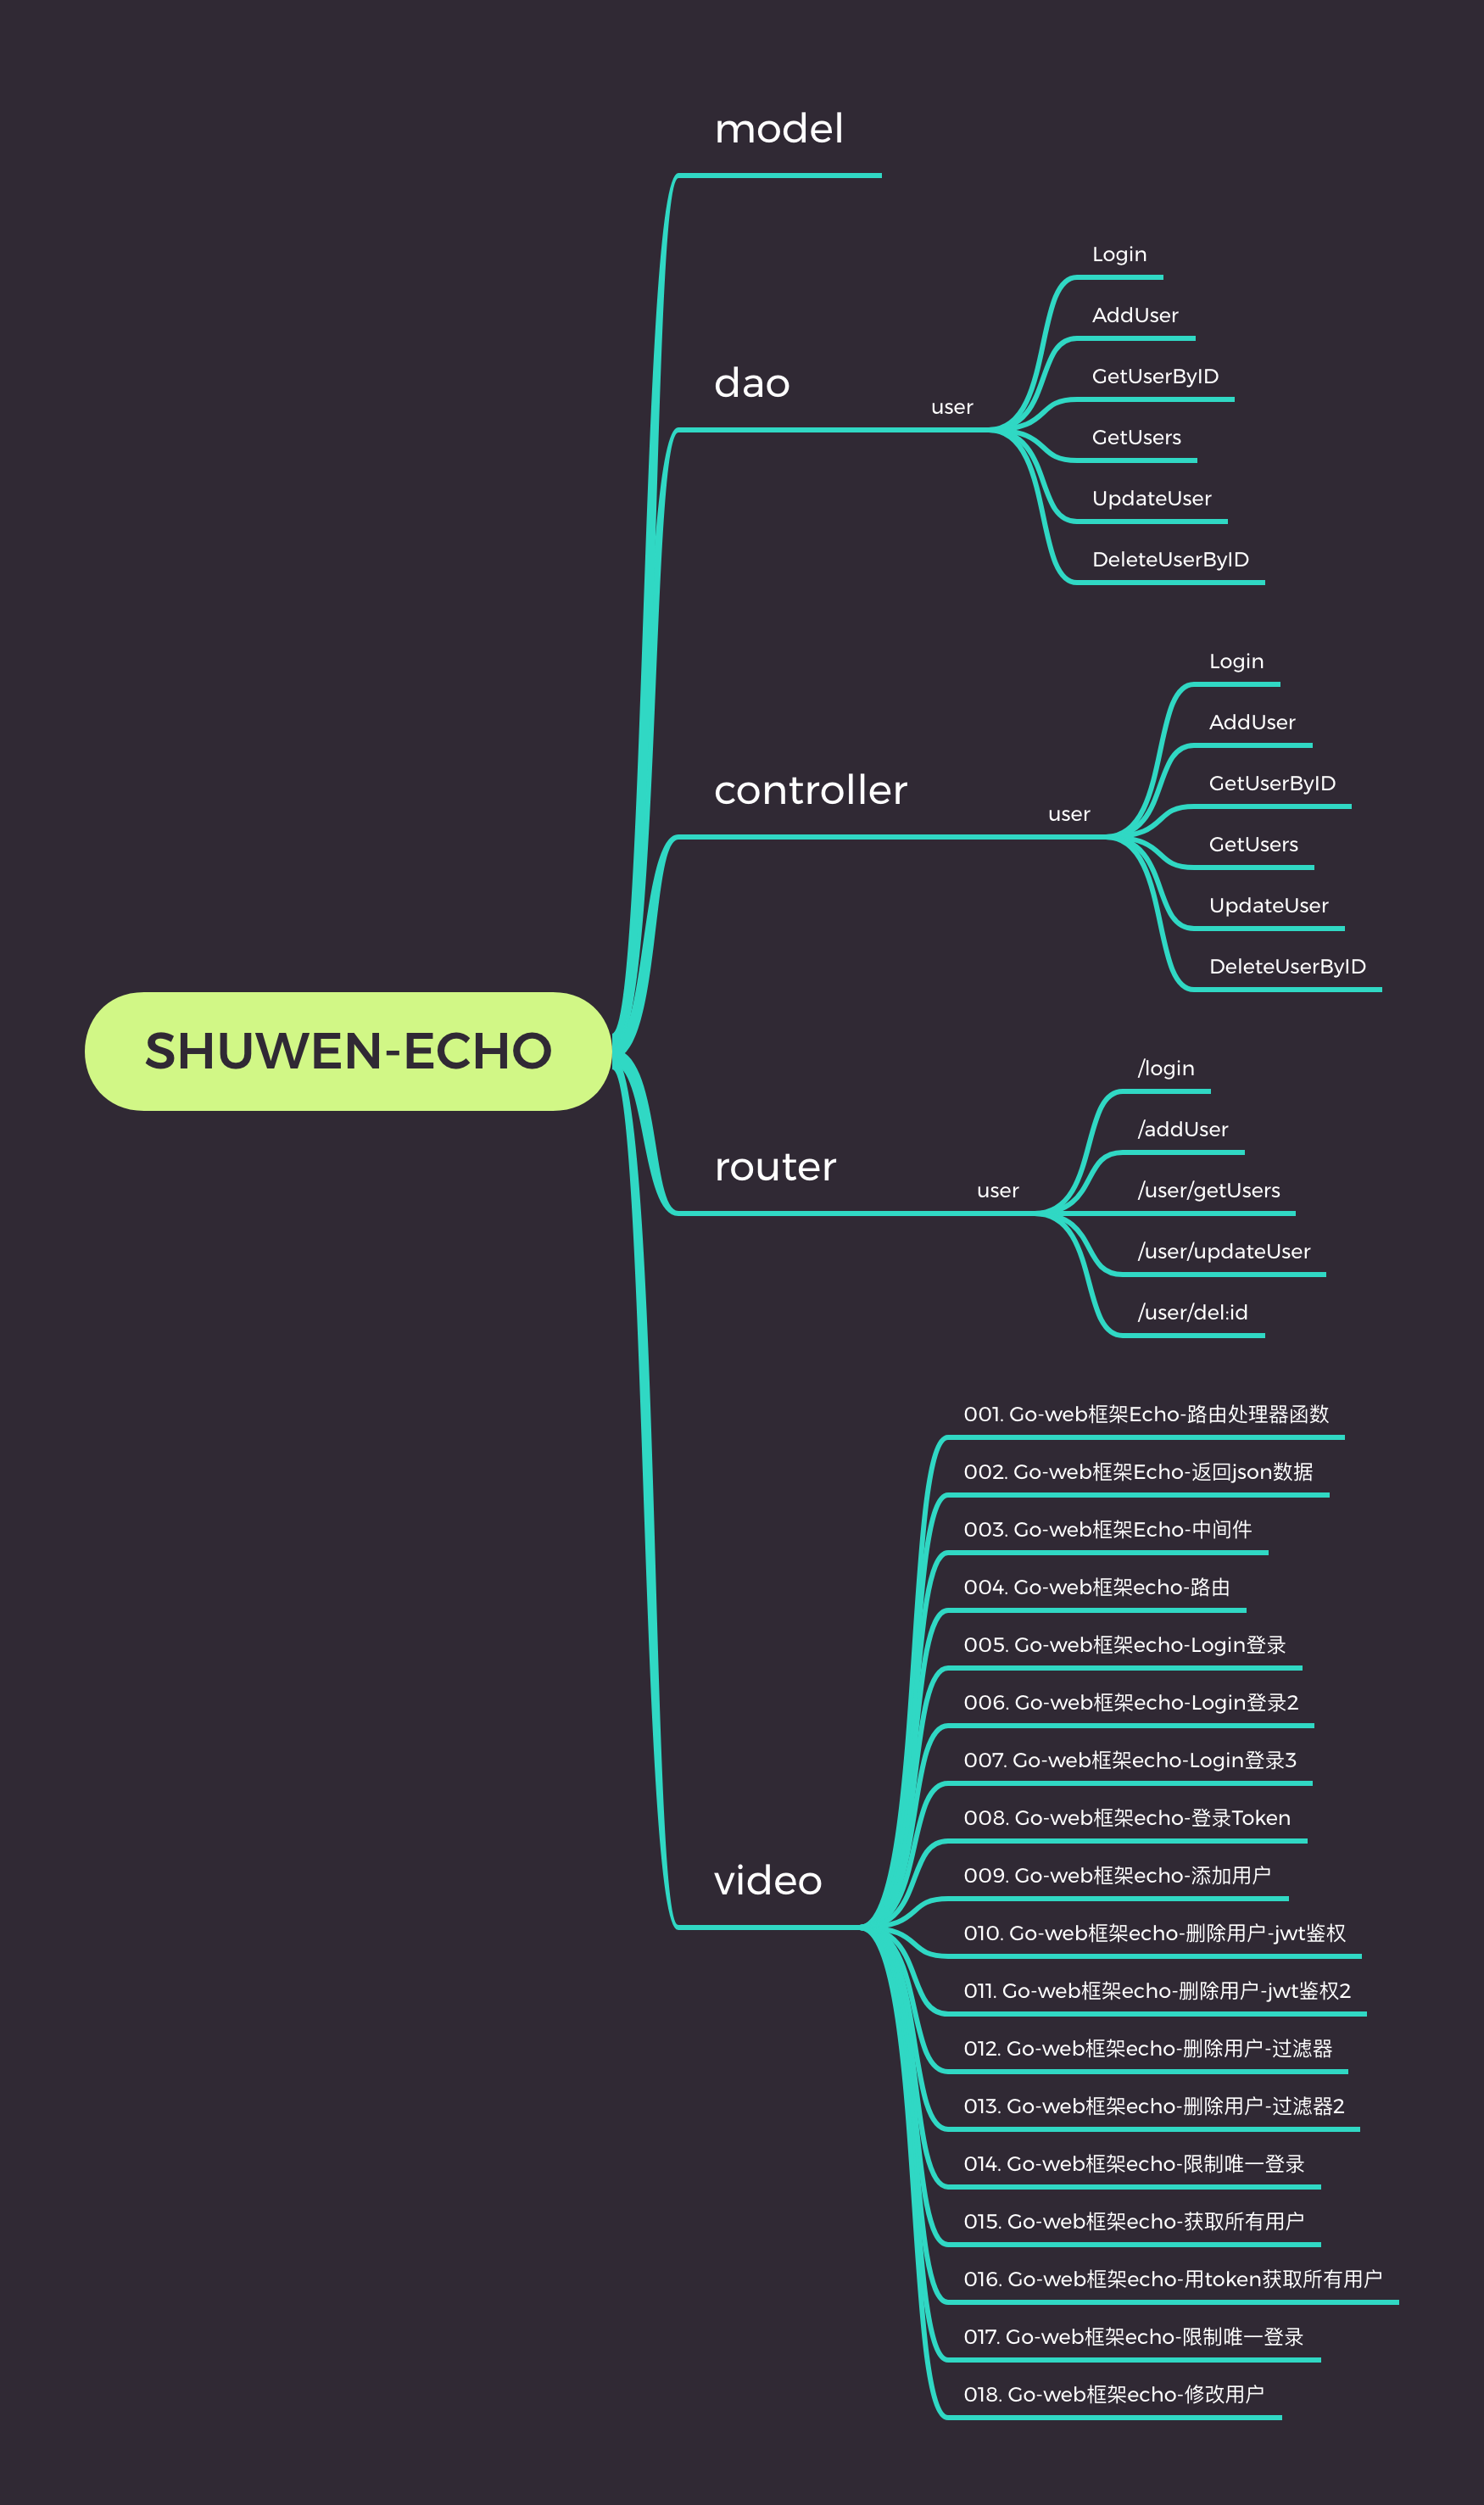 SHUWEN-ECHO
model
dao
user
Login
AddUser
GetUserByID
GetUsers
UpdateUser
DeleteUserByID
controller
user
Login
AddUser
GetUserByID
GetUsers
UpdateUser
DeleteUserByID
router
user
/login
/addUser
/user/getUsers
/user/updateUser
/user/del:id
video
001. Go-web框架Echo-路由处理器函数
002. Go-web框架Echo-返回json数据
003. Go-web框架Echo-中间件
004. Go-web框架echo-路由
005. Go-web框架echo-Login登录
006. Go-web框架echo-Login登录2
007. Go-web框架echo-Login登录3
008. Go-web框架echo-登录Token
009. Go-web框架echo-添加用户
010. Go-web框架echo-删除用户-jwt鉴权
011. Go-web框架echo-删除用户-jwt鉴权2
012. Go-web框架echo-删除用户-过滤器
013. Go-web框架echo-删除用户-过滤器2
014. Go-web框架echo-限制唯一登录
015. Go-web框架echo-获取所有用户
016. Go-web框架echo-用token获取所有用户
017. Go-web框架echo-限制唯一登录
018. Go-web框架echo-修改用户